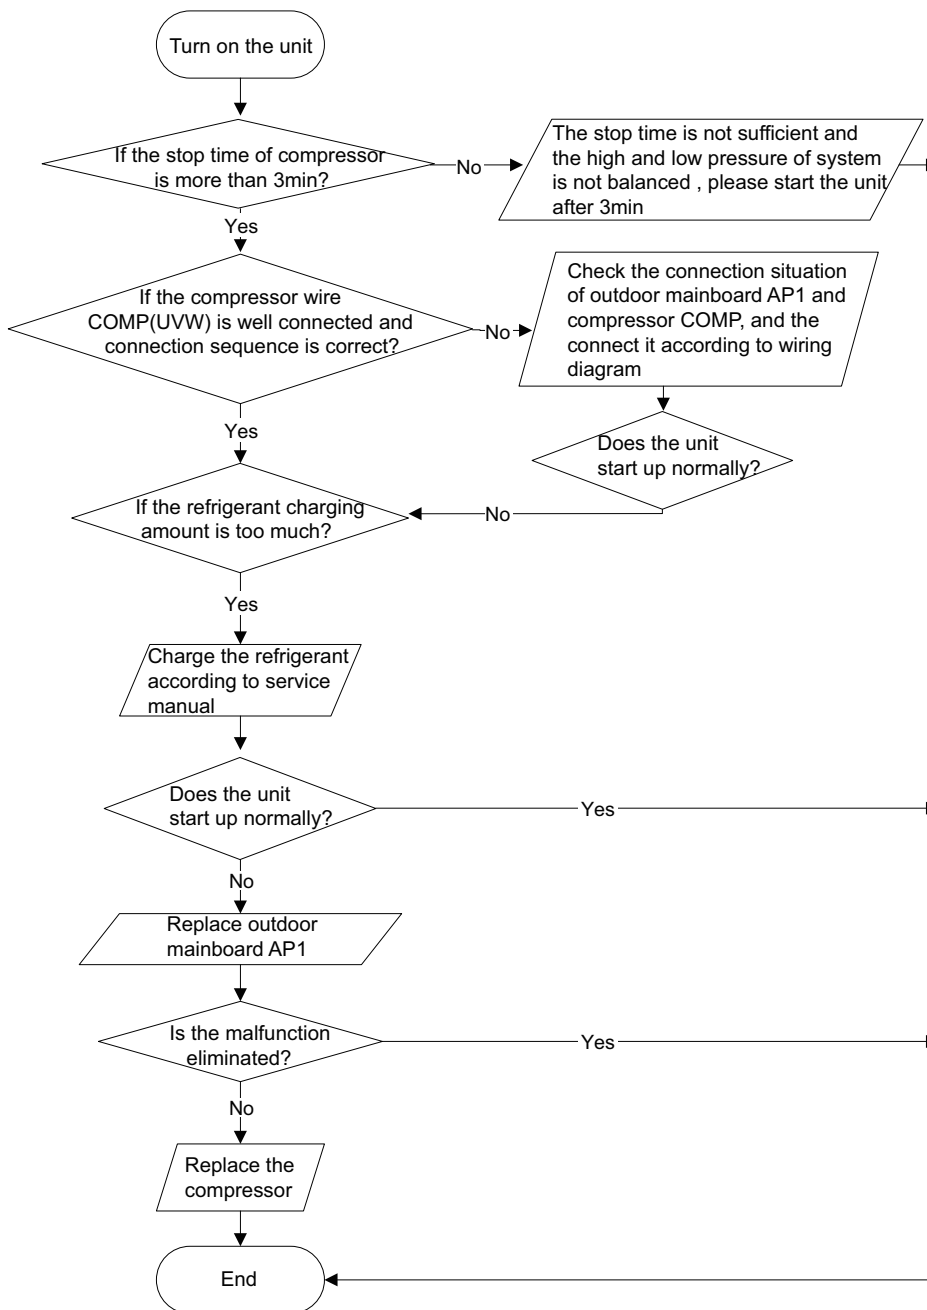 Turn on the unit
If the stop time of compressor
is more than 3min?
No
The stop time is not sufficient and
the high and low pressure of system
is not balanced , please start the unit
after 3min
Yes
If the compressor wire
COMP(UVW) is well connected and
connection sequence is correct?
No
Check the connection situation
of outdoor mainboard AP1 and
compressor COMP, and the
connect it according to wiring
diagram
Yes
Does the unit
start up normally?
If the refrigerant charging
amount is too much?
No
Yes
Charge the refrigerant
according to service
manual
Does the unit
start up normally?
Yes
No
Replace outdoor
mainboard AP1
Is the malfunction
eliminated?
Yes
No
Replace the
compressor
End